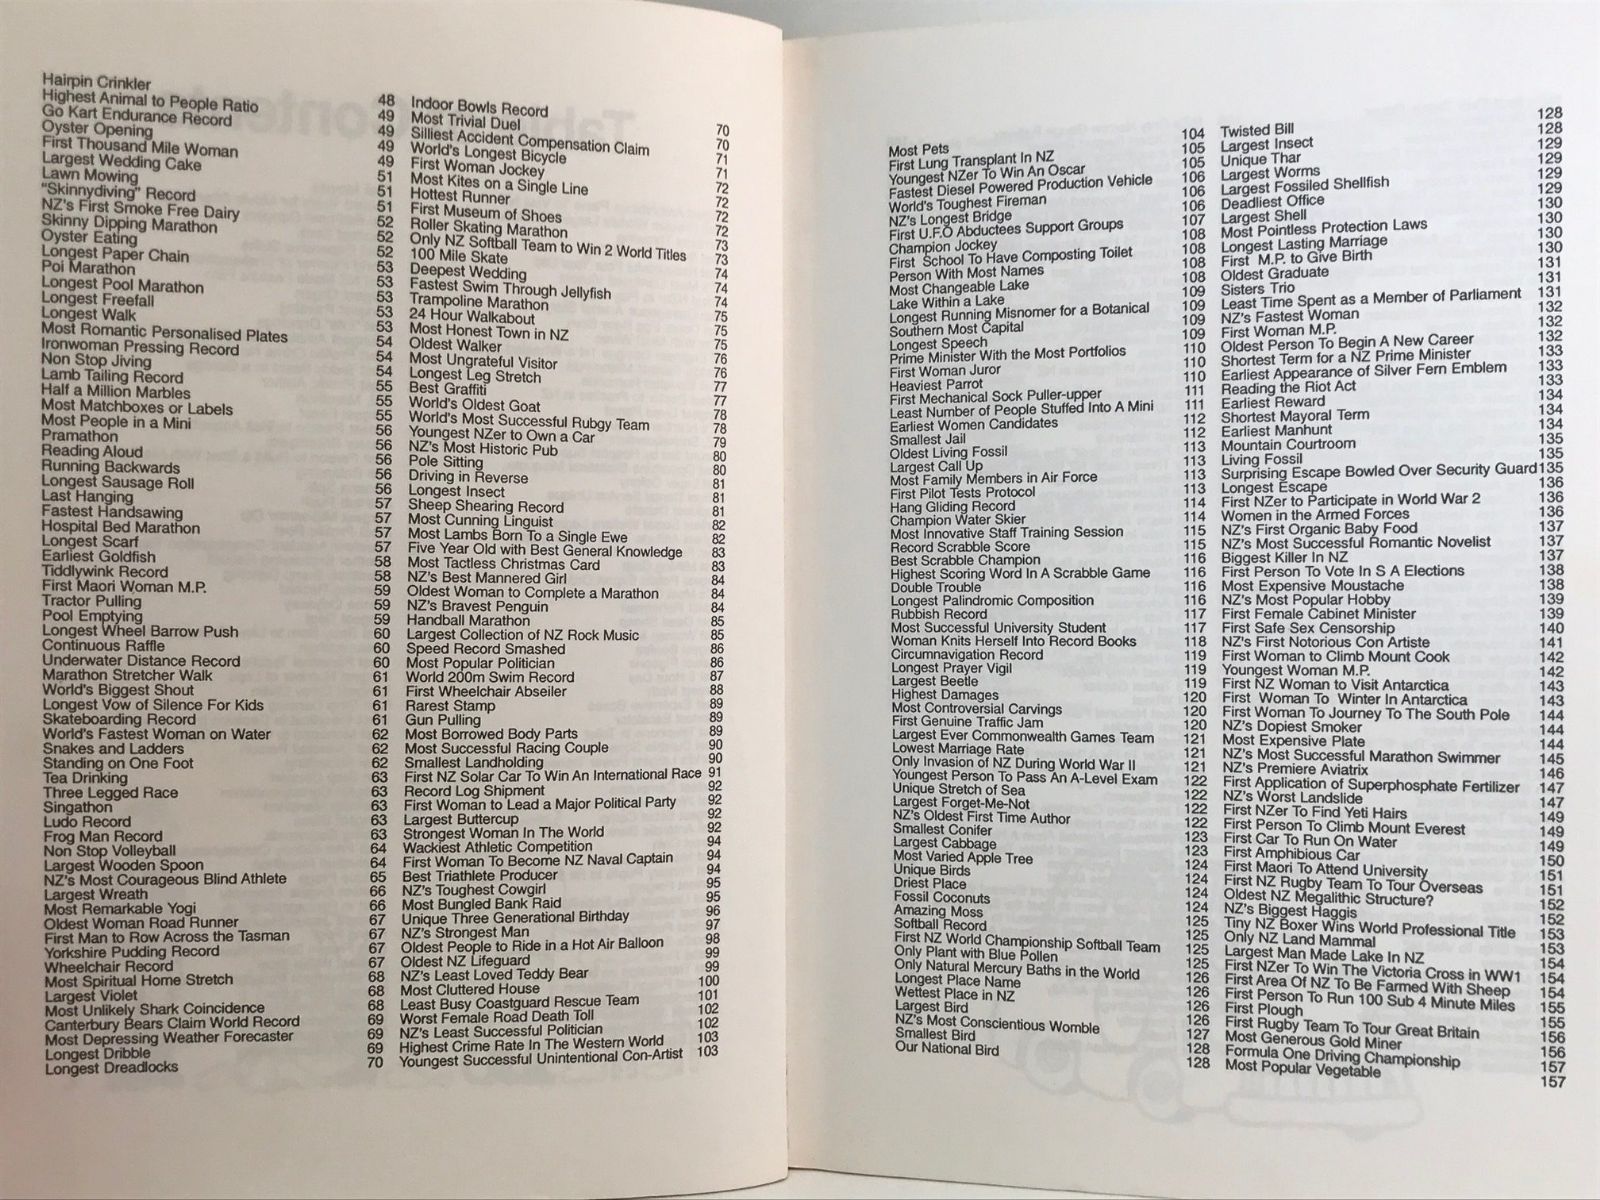 Hairpin Crinkler
Highest Animal to People Ratio
Go Kart Endurance Record
Oyster Opening
First Thousand Mile Woman
Largest Wedding Cake
Lawn Mowing
"Skinnydiving" Record
NZ's First Smoke Free Dairy
Skinny Dipping Marathon
Oyster Eating
Longest Paper Chain
Poi Marathon
Longest Pool Marathon
Longest Freefall
Longest Walk
Most Romantic Personalised Plates
Ironwoman Pressing Record
Non Stop Jiving
Lamb Tailing Record
Half a Million Marbles
Most Matchboxes or Labels
Most People in a Mini
Pramathon
Reading Aloud
Running Backwards
Longest Sausage Roll
Last Hanging
Fastest Handsawing
Hospital Bed Marathon
Longest Scarf
Earliest Goldfish
Tiddlywink Record
First Maori Woman M.P.
Tractor Pulling
Pool Emptying
Longest Wheel Barrow Push
Continuous Raffle
Underwater Distance Record
Marathon Stretcher Walk
World's Biggest Shout
Longest Vow of Silence For Kids
Skateboarding Record
World's Fastest Woman on Water
Snakes and Ladders
Standing on One Foot
Tea Drinking
Three Legged Race
Singathon
Ludo Record
Frog Man Record
Non Stop Volleyball
Largest Wooden Spoon
NZ's Most Courageous Blind Athlete
Largest Wreath
Most Remarkable Yogi
Oldest Woman Road Runner
First Man to Row Across the Tasman
Yorkshire Pudding Record
Wheelchair Record
Most Spiritual Home Stretch
Largest Violet
Most Unlikely Shark Coincidence
Canterbury Bears Claim World Record
Most Depressing Weather Forecaster
Longest Dribble
Longest Dreadlocks
48
49
49
49
49
51
51
51
52
52
52
53
53
53
53
54
54
54
55
55
55
56
56
56
56
57
57
57
57
58
58
59
59
60
60
60
61
61
61
62
62
62
63
63
63
63
64
64
65
66
66
67
67
67
68
68
68
69
69
70
Indoor Bowls Record
Most Trivial Duel
Silliest Accident Compensation Claim
World's Longest Bicycle
First Woman Jockey
Most Kites on a Single Line
Hottest Runner
First Museum of Shoes
Roller Skating Marathon
Only NZ Softball Team to Win 2 World Titles
100 Mile Skate
Deepest Wedding
Fastest Swim Through Jellyfish
Trampoline Marathon
24 Hour Walkabout
Most Honest Town in NZ
Oldest Walker
Most Ungrateful Visitor
Longest Leg Stretch
Best Graffiti
World's Oldest Goat
World's Most Successful Rubgy Team
Youngest NZer to Own a Car
NZ's Most Historic Pub
Pole Sitting
Driving in Reverse
Longest Insect
Sheep Shearing Record
Most Cunning Linguist
Most Lambs Born To a Single Ewe
Five Year Old with Best General Knowledge
Most Tactless Christmas Card
NZ's Best Mannered Girl
Oldest Woman to Complete a Marathon
NZ's Bravest Penguin
Handball Marathon
Largest Collection of NZ Rock Music
Speed Record Smashed
Most Popular Politician
World 200m Swim Record
First Wheelchair Abseiler
Rarest Stamp
Gun Pulling
Most Borrowed Body Parts
Most Successful Racing Couple
Smallest Landholding
First NZ Solar Car To Win An International Race
Record Log Shipment
First Woman to Lead a Major Political Party
Largest Buttercup
Strongest Woman In The World
Wackiest Athletic Competition
First Woman To Become NZ Naval Captain
Best Triathlete Producer
NZ's Toughest Cowgirl
Most Bungled Bank Raid
Unique Three Generational Birthday
NZ's Strongest Man
Oldest People to Ride in a Hot Air Balloon
Oldest NZ Lifeguard
NZ's Least Loved Teddy Bear
Most Cluttered House
Least Busy Coastguard Rescue Team
Worst Female Road Death Toll
NZ's Least Successful Politician
Highest Crime Rate In The Western World
Youngest Successful Unintentional Con-Artist
70
70
71
71
72
72
72
72
73
73
74
74
74
75
75
75
76
76
77
77
78
78
79
80
80
81
81
81
82
82
83
83
84
84
84
85
85
86
86
87
88
89
89
89
90
90
91
92
92
92
92
94
94
94
95
95
96
97
98
99
99
100
101
102
102
103
103
Most Pets
First Lung Transplant In NZ
Youngest NZer To Win An Oscar
Fastest Diesel Powered Production Vehicle
World's Toughest Fireman
NZ's Longest Bridge
First U.F.O Abductees Support Groups
Champion Jockey
First School To Have Composting Toilet
Person With Most Names
Most Changeable Lake
Lake Within a Lake
Longest Running Misnomer for a Botanical
Southern Most Capital
Longest Speech
Prime Minister With the Most Portfolios
First Woman Juror
Heaviest Parrot
First Mechanical Sock Puller-upper
Least Number of People Stuffed Into A Mini
Earliest Women Candidates
Smallest Jail
Oldest Living Fossil
Largest Call Up
Most Family Members in Air Force
First Pilot Tests Protocol
Hang Gliding Record
Champion Water Skier
Most Innovative Staff Training Session
Record Scrabble Score
Best Scrabble Champion
Highest Scoring Word In A Scrabble Game
Double Trouble
Longest Palindromic Composition
Rubbish Record
Most Successful University Student
Woman Knits Herself Into Record Books
Circumnavigation Record
Longest Prayer Vigil
Largest Beetle
Highest Damages
Most Controversial Carvings
First Genuine Traffic Jam
Largest Ever Commonwealth Games Team
Lowest Marriage Rate
Only Invasion of NZ During World War II
Youngest Person To Pass An A-Level Exam
Unique Stretch of Sea
Largest Forget-Me-Not
NZ's Oldest First Time Author
Smallest Conifer
Largest Cabbage
Most Varied Apple Tree
Unique Birds
Driest Place
Fossil Coconuts
Amazing Moss
Softball Record
First NZ World Championship Softball Team
Only Plant with Blue Pollen
Only Natural Mercury Baths in the World
Longest Place Name
Wettest Place in NZ
Largest Bird
NZ's Most Conscientious Womble
Smallest Bird
Our National Bird
104
105
105
106
106
107
108
108
108
109
109
109
109
110
110
110
111
111
112
112
113
113
113
113
114
114
115
115
116
116
116
117
117
118
119
119
120
120
120
121
121
121
122
122
122
122
123
123
124
124
124
124
125
125
125
125
126
126
126
126
127
128
128
Twisted Bill
Largest Insect
Unique Thar
Largest Worms
Largest Fossiled Shellfish
Deadliest Office
Largest Shell
Most Pointless Protection Laws
Longest Lasting Marriage
First M.P. to Give Birth
Oldest Graduate
Sisters Trio
Least Time Spent as a Member of Parliament
NZ's Fastest Woman
First Woman M.P.
Oldest Person To Begin A New Career
Shortest Term for a NZ Prime Minister
Earliest Appearance of Silver Fern Emblem
Reading the Riot Act
Earliest Reward
Shortest Mayoral Term
Earliest Manhunt
Mountain Courtroom
Living Fossil
Surprising Escape Bowled Over Security Guard
Longest Escape
First NZer to Participate in World War 2
Women in the Armed Forces
NZ's First Organic Baby Food
NZ's Most Successful Romantic Novelist
Biggest Killer In NZ
First Person To Vote In S A Elections
Most Expensive Moustache
NZ's Most Popular Hobby
First Female Cabinet Minister
First Safe Sex Censorship
NZ's First Notorious Con Artiste
First Woman to Climb Mount Cook
Youngest Woman M.P.
First NZ Woman to Visit Antarctica
First Woman To Winter In Antarctica
First Woman To Journey To The South Pole
NZ's Dopiest Smoker
Most Expensive Plate
NZ's Most Successful Marathon Swimmer
NZ's Premiere Aviatrix
First Application of Superphosphate Fertilizer
NZ's Worst Landslide
First NZer To Find Yeti Hairs
First Person To Climb Mount Everest
First Car To Run On Water
First Amphibious Car
First Maori To Attend University
First NZ Rugby Team To Tour Overseas
Oldest NZ Megalithic Structure?
NZ's Biggest Haggis
Tiny NZ Boxer Wins World Professional Title
Only NZ Land Mammal
Largest Man Made Lake In NZ
First NZer To Win The Victoria Cross in WW1
First Area Of NZ To Be Farmed With Sheep
First Person To Run 100 Sub 4 Minute Miles
First Plough
First Rugby Team To Tour Great Britain
Most Generous Gold Miner
Formula One Driving Championship
Most Popular Vegetable
128
128
129
129
129
129
130
130
130
130
131
131
131
132
132
132
133
133
133
134
134
134
135
135
135
136
136
136
137
137
137
138
138
139
139
140
141
142
142
143
143
144
144
144
145
146
147
147
149
149
149
150
151
151
152
152
153
153
154
154
154
155
155
156
156
157
157